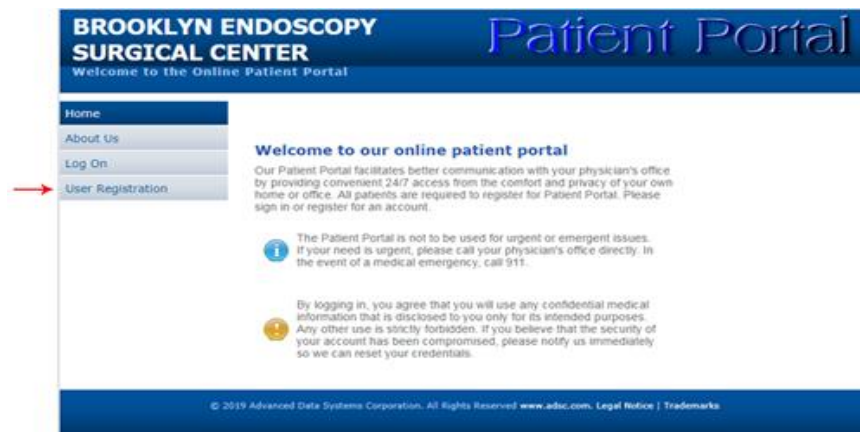 BROOKLYN ENDOSCOPY
SURGICAL CENTER
Welcome to the Online Patient Portal
Patient Portal
Home
About Us
Log On
User Registration
Welcome to our online patient portal
Our Patient Portal facilitates better communication with your physician's office
by providing convenient 24/7 access from the comfort and privacy of your own
home or office. All patients are required to register for Patient Portal. Please
sign in or register for an account.
The Patient Portal is not to be used for urgent or emergent issues.
If your need is urgent, please call your physician's office directly. In
the event of a medical emergency, call 911.
By logging in, you agree that you will use any confidential medical
information that is disclosed to you only for its intended purposes.
Any other use is strictly forbidden. If you believe that the security of
your account has been compromised, please notify us immediately
so we can reset your credentials.
© 2019 Advanced Data Systems Corporation. All Rights Reserved www.adsc.com. Legal Notice | Trademarks